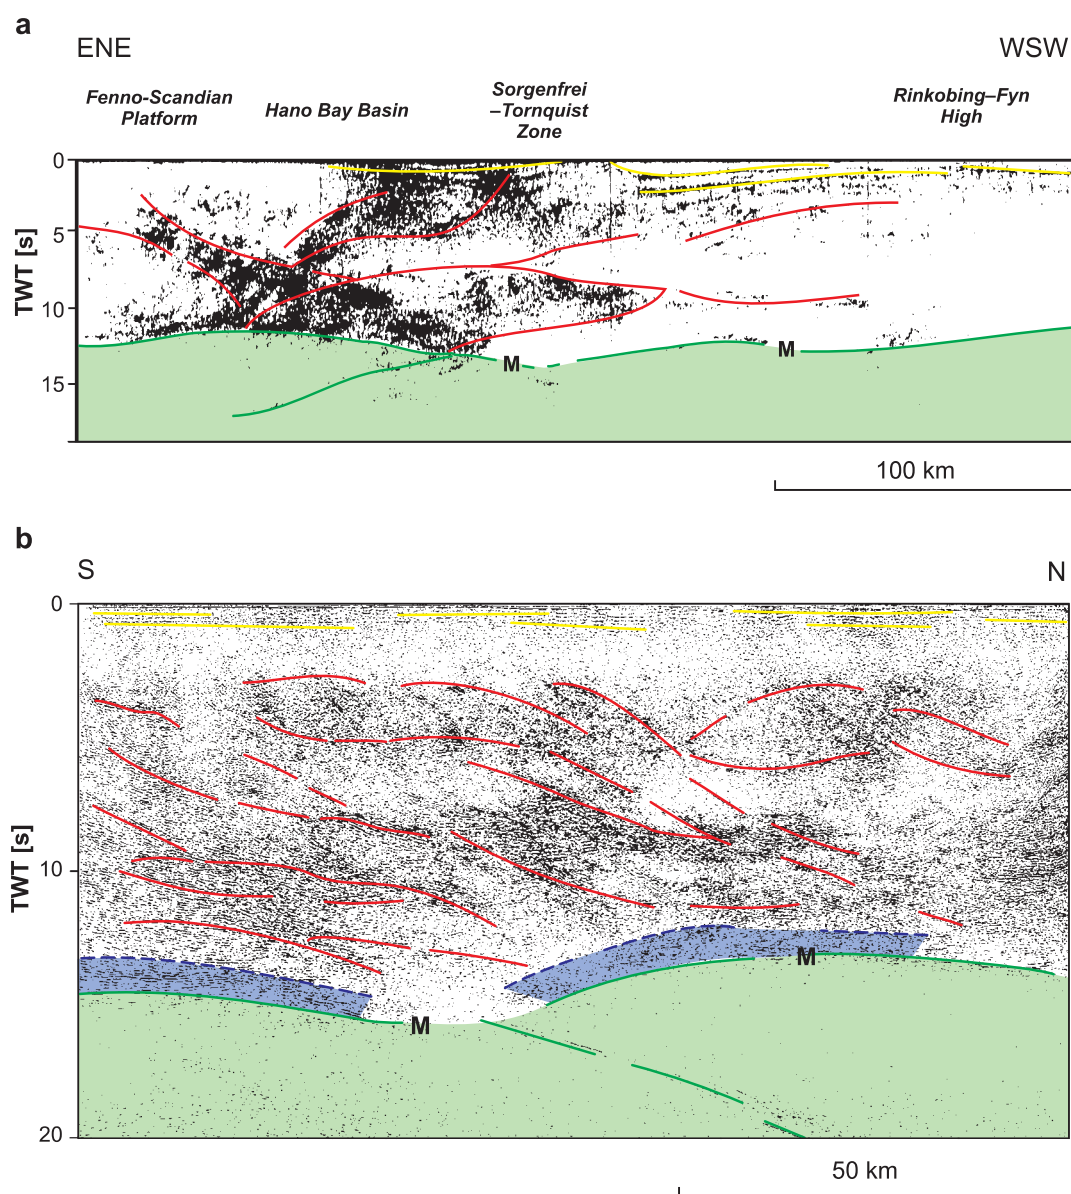 a
ENE
WSW
Fenno-Scandian
Platform
Hano Bay Basin
Sorgenfrei
–Tornquist
Zone
Rinkobing–Fyn
High
0
5
10
15
TWT [s]
M
M
100 km
b
S
N
0
10
20
TWT [s]
M
M
50 km